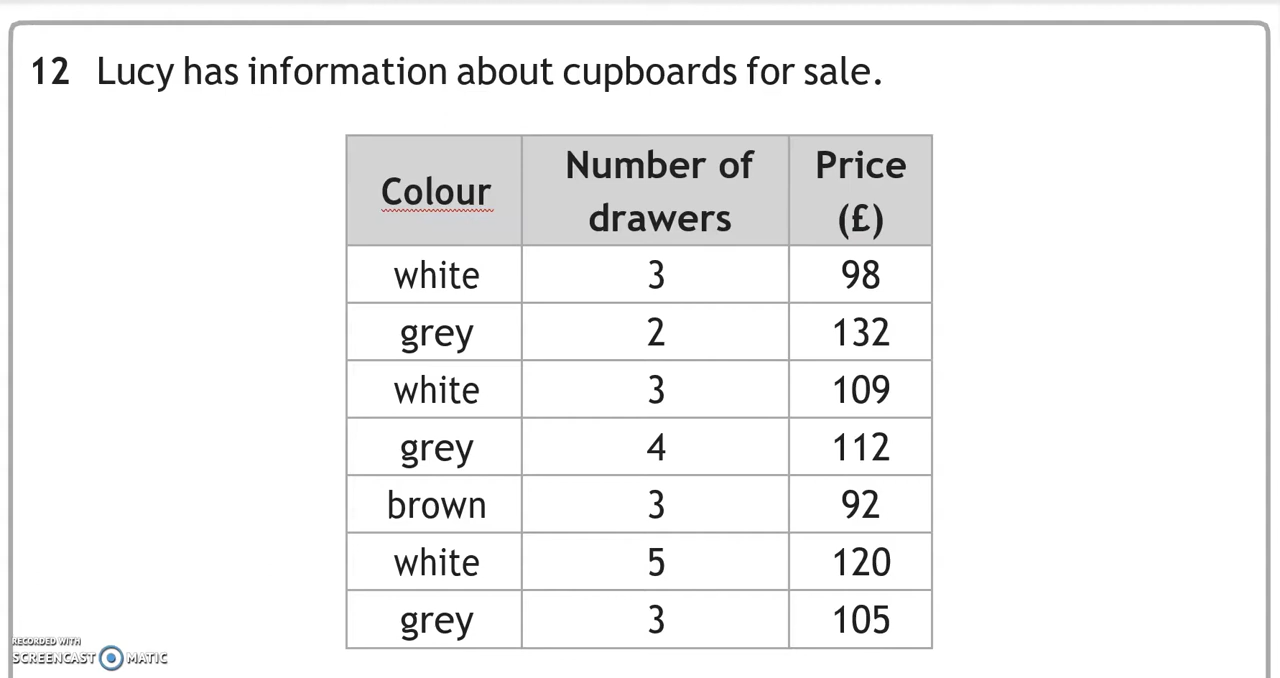 12 Lucy has information about cupboards for sale.
Colour Number of drawers Price (£)
white 3 98
grey 2 132
white 3 109
grey 4 112
brown 3 92
white 5 120
grey 3 105
RECORDED WITH
SCREENCAST MATIC